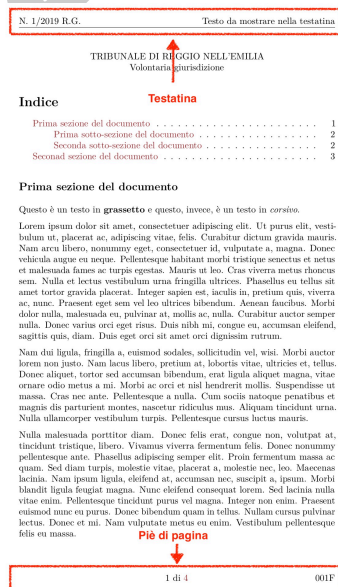 N. 1/2019 R.G. Testo da mostrare nella testatina
TRIBUNALE DI REGGIO NELL'EMILIA
Volontaria giurisdizione
Testatina
Indice
Prima sezione del documento . . . . . . . . . . . . . . . . . . . . . . 1
Prima sotto-sezione del documento . . . . . . . . . . . . . . . . 2
Seconda sotto-sezione del documento . . . . . . . . . . . . . . . 2
Seconad sezione del documento . . . . . . . . . . . . . . . . . . . . . 3
Prima sezione del documento
Questo è un testo in grassetto e questo, invece, è un testo in corsivo.
Lorem ipsum dolor sit amet, consectetuer adipiscing elit. Ut purus elit, vesti-
bulum ut, placerat ac, adipiscing vitae, felis. Curabitur dictum gravida mauris.
Nam arcu libero, nonummy eget, consectetuer id, vulputate a, magna. Donec
vehicula augue eu neque. Pellentesque habitant morbi tristique senectus et netus
et malesuada fames ac turpis egestas. Mauris ut leo. Cras viverra metus rhoncus
sem. Nulla et lectus vestibulum urna fringilla ultrices. Phasellus eu tellus sit
amet tortor gravida placerat. Integer sapien est, iaculis in, pretium quis, viverra
ac, nunc. Praesent eget sem vel leo ultrices bibendum. Aenean faucibus. Morbi
dolor nulla, malesuada eu, pulvinar at, mollis ac, nulla. Curabitur auctor semper
nulla. Donec varius orci eget risus. Duis nibh mi, congue eu, accumsan eleifend,
sagittis quis, diam. Duis eget orci sit amet orci dignissim rutrum.
Nam dui ligula, fringilla a, euismod sodales, sollicitudin vel, wisi. Morbi auctor
lorem non justo. Nam lacus libero, pretium at, lobortis vitae, ultricies et, tellus.
Donec aliquet, tortor sed accumsan bibendum, erat ligula aliquet magna, vitae
ornare odio metus a mi. Morbi ac orci et nisl hendrerit mollis. Suspendisse ut
massa. Cras nec ante. Pellentesque a nulla. Cum sociis natoque penatibus et
magnis dis parturient montes, nascetur ridiculus mus. Aliquam tincidunt urna.
Nulla ullamcorper vestibulum turpis. Pellentesque cursus luctus mauris.
Nulla malesuada porttitor diam. Donec felis erat, congue non, volutpat at,
tincidunt tristique, libero. Vivamus viverra fermentum felis. Donec nonummy
pellentesque ante. Phasellus adipiscing semper elit. Proin fermentum massa ac
quam. Sed diam turpis, molestie vitae, placerat a, molestie nec, leo. Maecenas
lacinia. Nam ipsum ligula, eleifend at, accumsan nec, suscipit a, ipsum. Morbi
blandit ligula feugiat magna. Nunc eleifend consequat lorem. Sed lacinia nulla
vitae enim. Pellentesque tincidunt purus vel magna. Integer non enim. Praesent
euismod nunc eu purus. Donec bibendum quam in tellus. Nullam cursus pulvinar
lectus. Donec et mi. Nam vulputate metus eu enim. Vestibulum pellentesque
felis eu massa.
Piè di pagina
1 di 4 001F